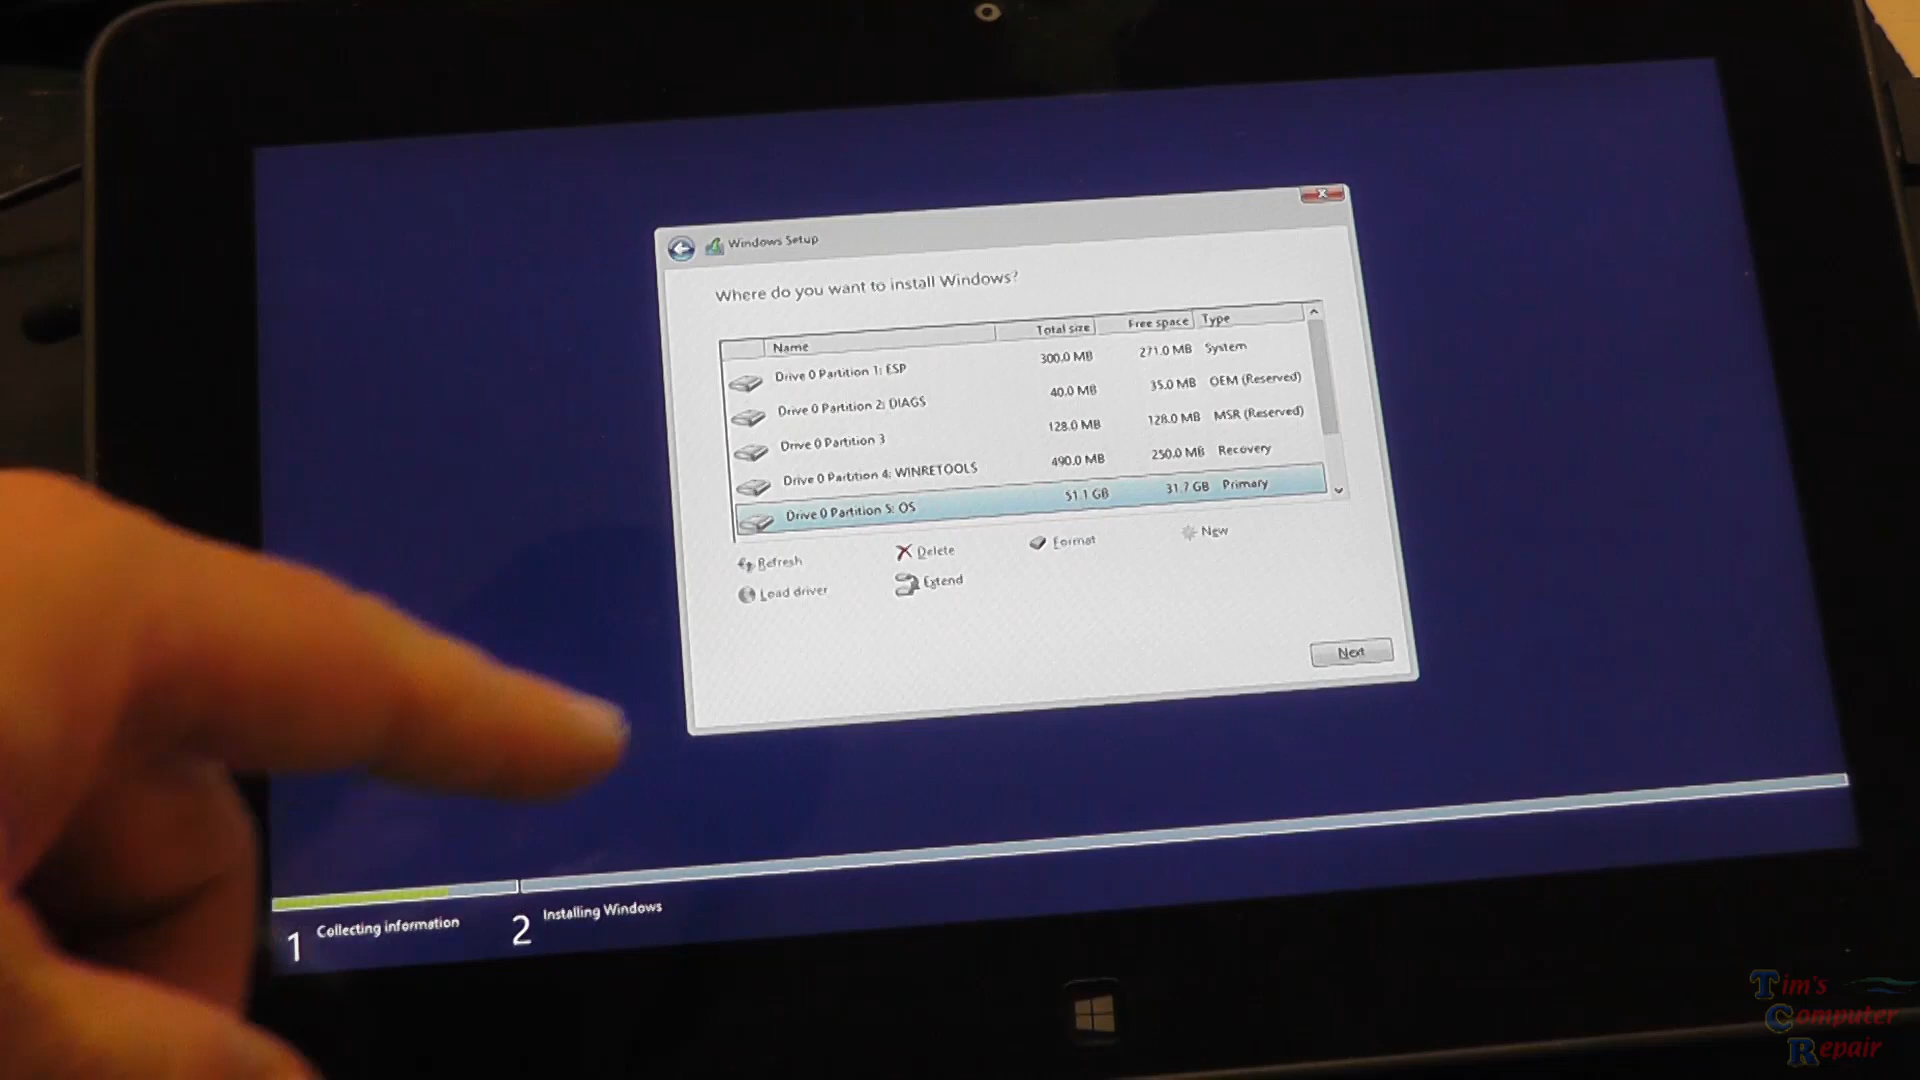 Windows Setup
Where do you want to install Windows?
Name Total size Free space Type
Drive 0 Partition 1: ESP 300.0 MB 271.0 MB System
Drive 0 Partition 2: DIAGS 40.0 MB 35.0 MB OEM (Reserved)
Drive 0 Partition 3 128.0 MB 128.0 MB MSR (Reserved)
Drive 0 Partition 4: WINRETOOLS 490.0 MB 250.0 MB Recovery
Drive 0 Partition 5: OS 51.1 GB 31.7 GB Primary
Refresh Delete Format New
Load driver Extend
Next
1 Collecting information 2 Installing Windows
Tim's
Computer
Repair